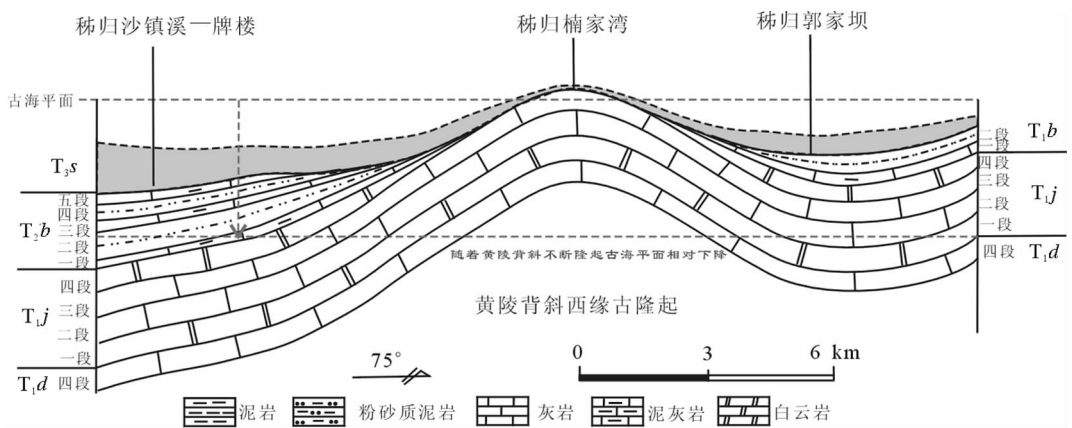 秭归沙镇溪—牌楼
秭归楠家湾
秭归郭家坝
古海平面
T₃s
五段
四段
T₂b
三段
二段
一段
四段
T₁j
三段
二段
一段
T₁d
四段
二段
T₁b
一段
四段
三段
T₁j
二段
一段
四段
T₁d
随着黄陵背斜不断隆起古海平面相对下降
黄陵背斜西缘古隆起
75°
0 3 6 km
泥岩 粉砂质泥岩 灰岩 泥灰岩 白云岩